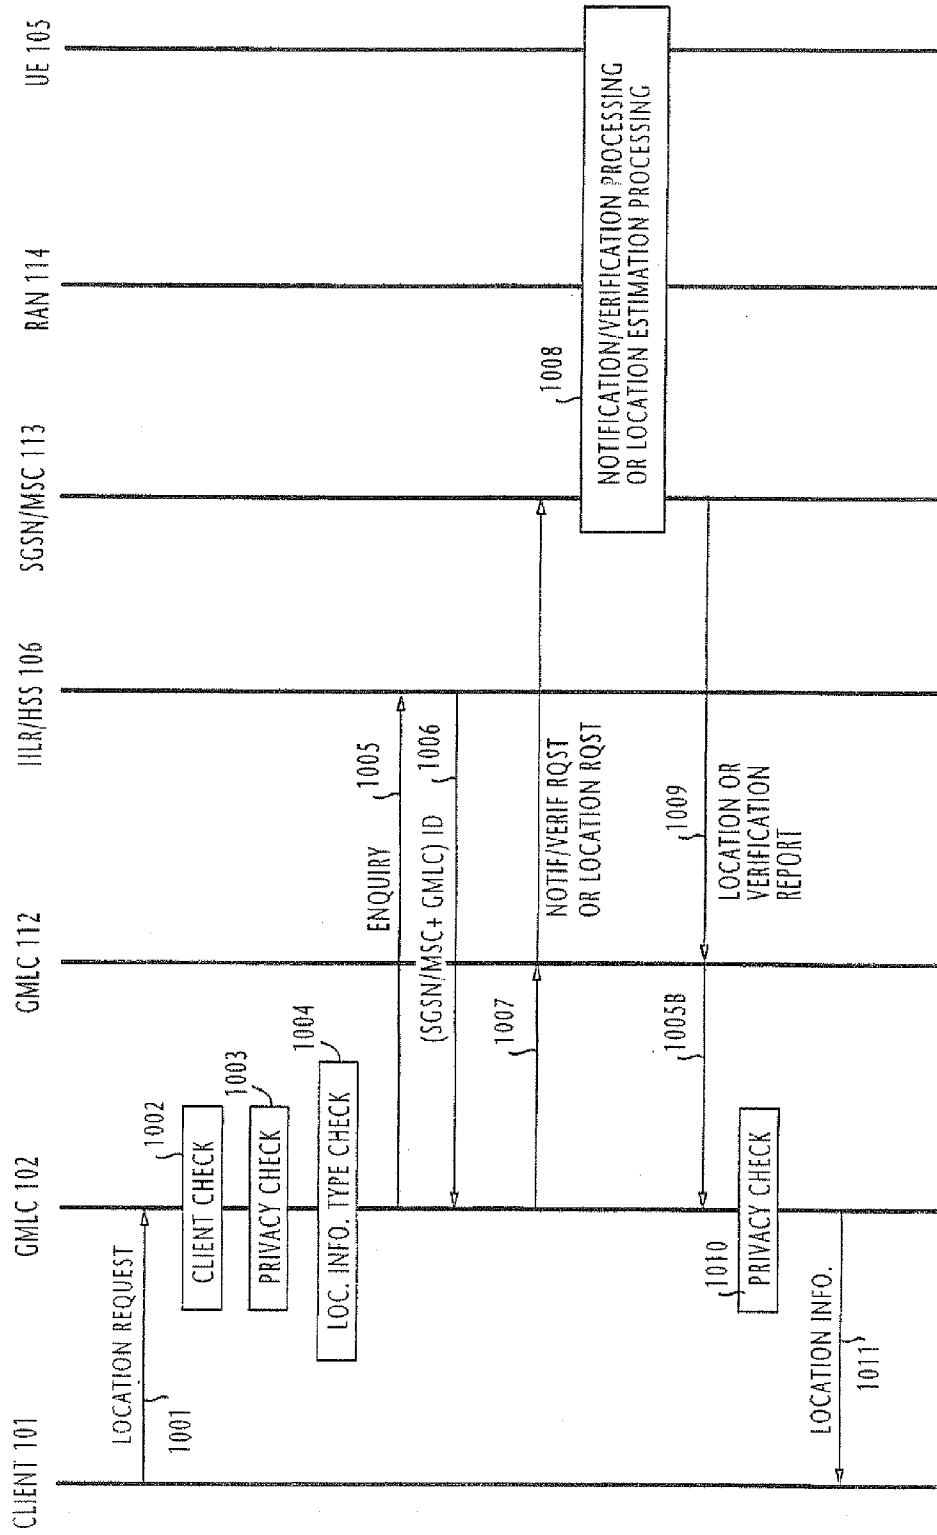 CLIENT 101
GMLC 102
GMLC 112
HLR/HSS 106
SGSN/MSC 113
RAN 114
UE 105
LOCATION REQUEST
1001
1002
CLIENT CHECK
1003
PRIVACY CHECK
1004
LOC. INFO. TYPE CHECK
ENQUIRY
1005
(SGSN/MSC+ GMLC) ID
1006
1007
NOTIF/VERIF RQST
OR LOCATION RQST
1008
NOTIFICATION/VERIFICATION PROCESSING
OR LOCATION ESTIMATION PROCESSING
1005B
1009
LOCATION OR
VERIFICATION
REPORT
1010
PRIVACY CHECK
LOCATION INFO.
1011